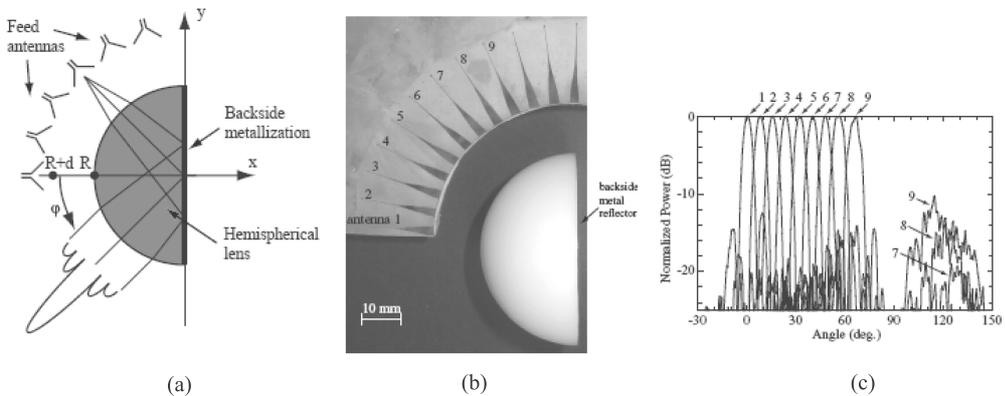 Feed
antennas
y
Backside
metallization
R+d R
x
φ
Hemispherical
lens
(a)
9
8
7
6
5
4
3
2
antenna 1
backside
metal
reflector
10 mm
(b)
1 2 3 4 5 6 7 8 9
Normalized Power (dB)
0
-10
-20
9
8
7
-30 0 30 60 90 120 150
Angle (deg.)
(c)